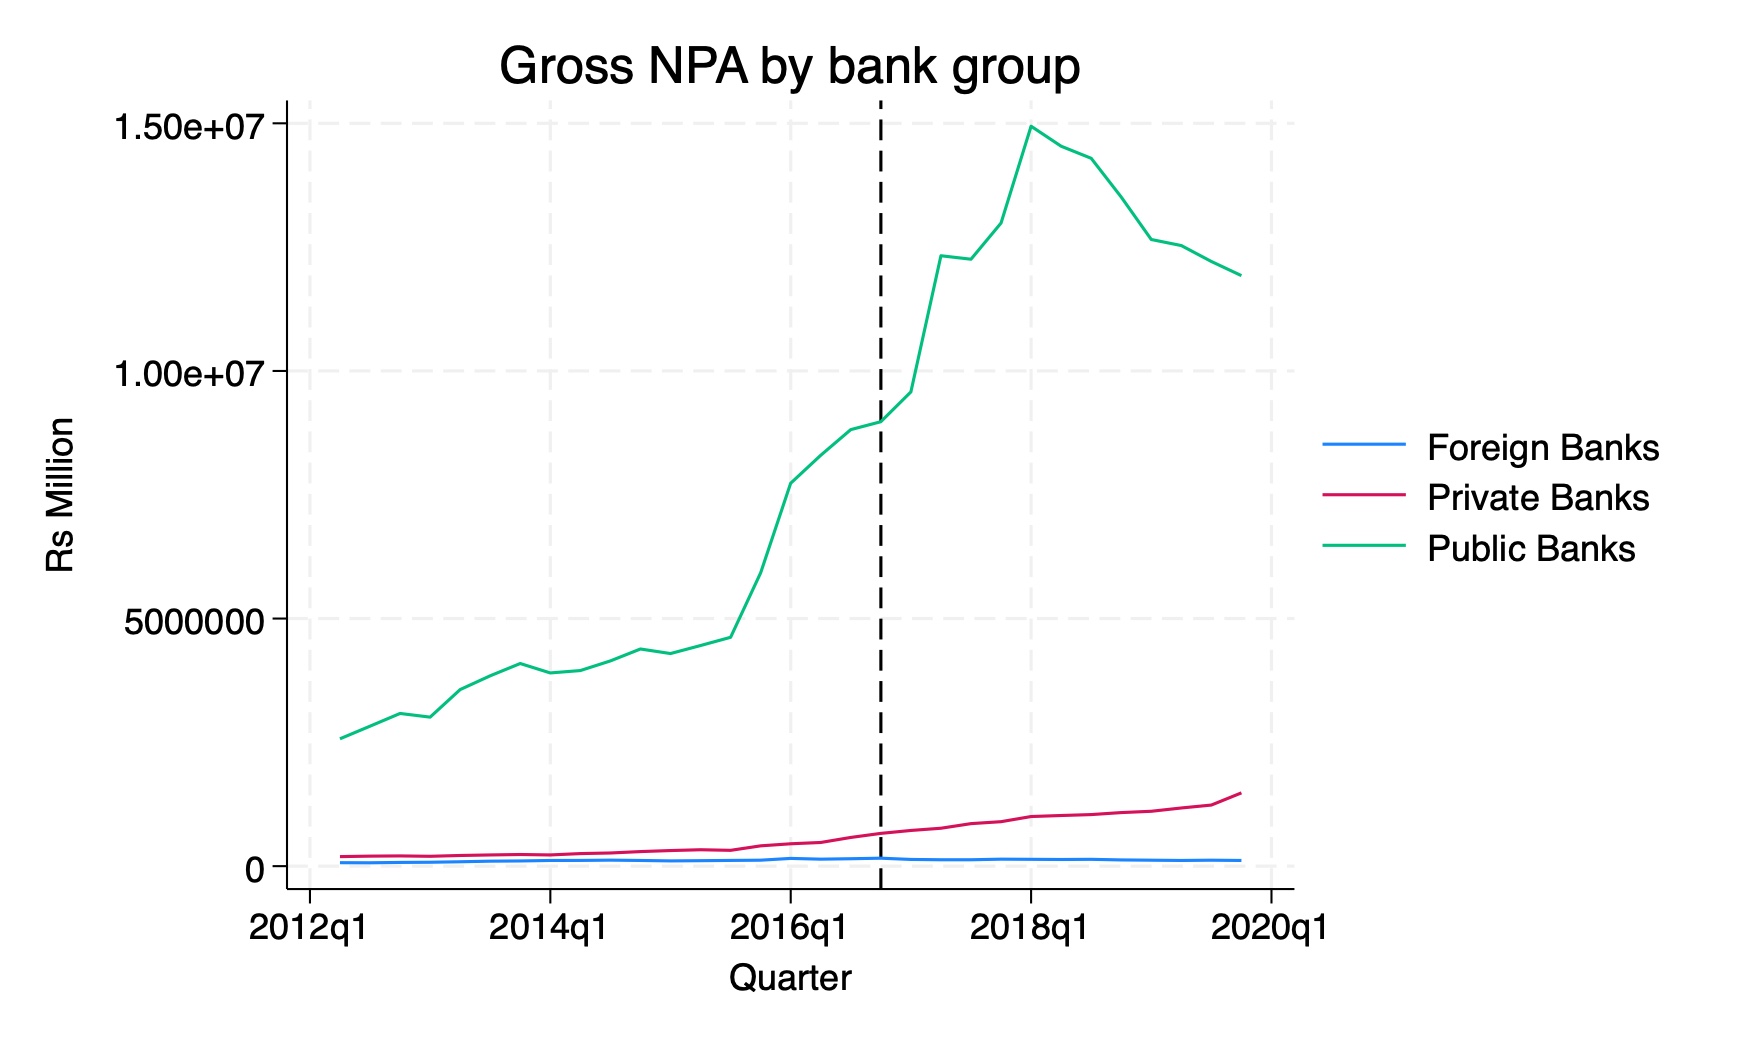 Gross NPA by bank group
1.50e+07
1.00e+07
5000000
0
Rs Million
2012q1
2014q1
2016q1
2018q1
2020q1
Quarter
Foreign Banks
Private Banks
Public Banks